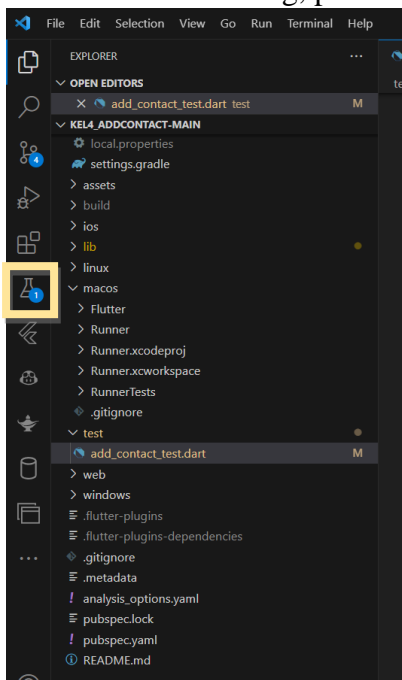 File Edit Selection View Go Run Terminal Help
EXPLORER
OPEN EDITORS
add_contact_test.dart test M
KEL4_ADDCONTACT-MAIN
local.properties
settings.gradle
assets
build
ios
lib
linux
macos
Flutter
Runner
Runner.xcodeproj
Runner.xcworkspace
RunnerTests
.gitignore
test
add_contact_test.dart M
web
windows
.flutter-plugins
.flutter-plugins-dependencies
.gitignore
.metadata
analysis_options.yaml
pubspec.lock
pubspec.yaml
README.md
4
1